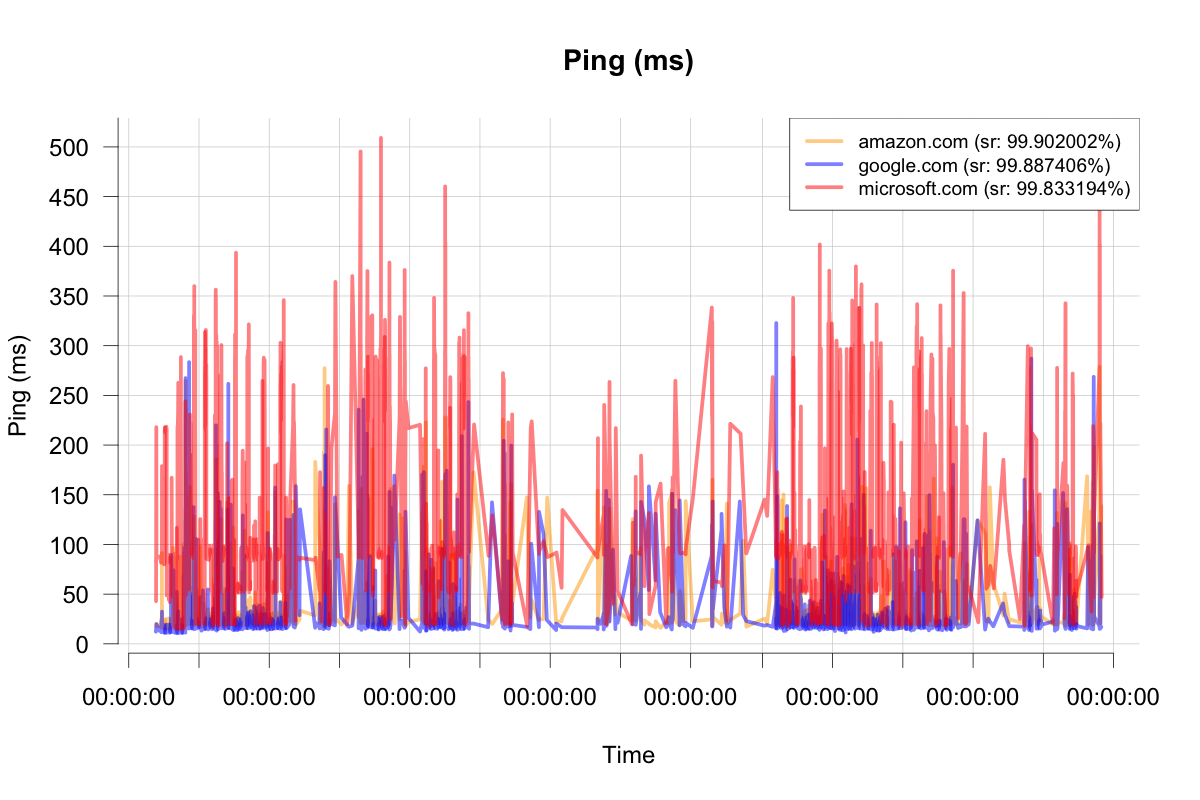 Ping (ms)
amazon.com (sr: 99.902002%)
google.com (sr: 99.887406%)
microsoft.com (sr: 99.833194%)
Ping (ms)
500
450
400
350
300
250
200
150
100
50
0
00:00:00 00:00:00 00:00:00 00:00:00 00:00:00 00:00:00 00:00:00 00:00:00
Time